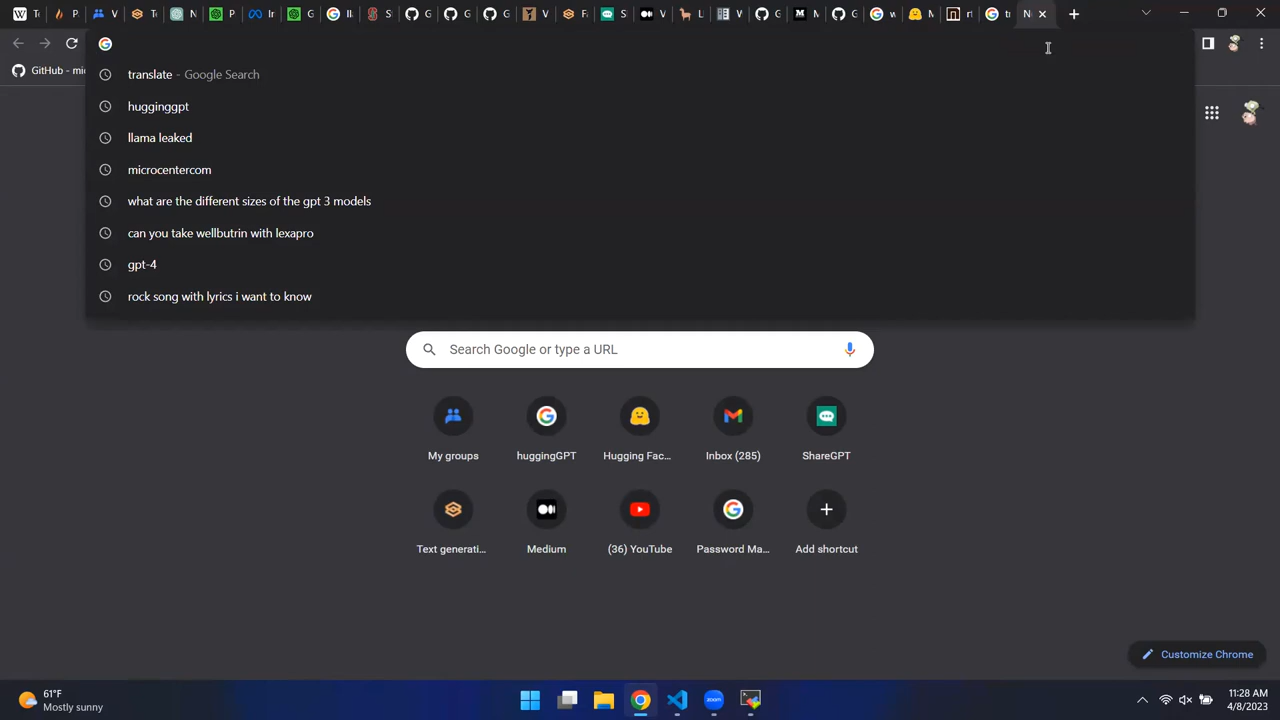 GitHub - mic
translate - Google Search
hugginggpt
llama leaked
microcentercom
what are the different sizes of the gpt 3 models
can you take wellbutrin with lexapro
gpt-4
rock song with lyrics i want to know
Search Google or type a URL
My groups
huggingGPT
Hugging Fac...
Inbox (285)
ShareGPT
Text generati...
Medium
(36) YouTube
Password Ma...
Add shortcut
Customize Chrome
61°F
Mostly sunny
zoom
11:28 AM
4/8/2023